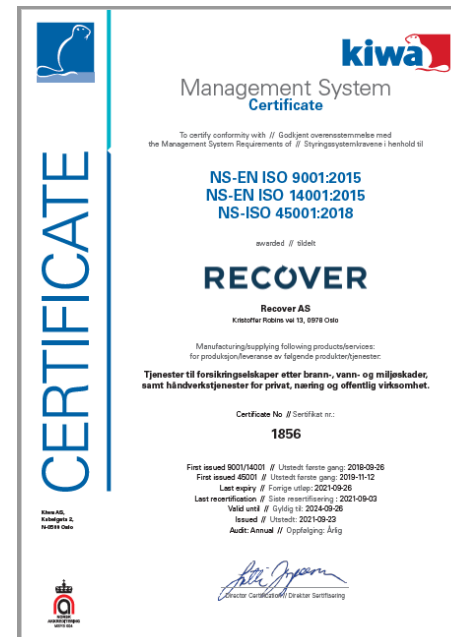 kiwa
Management System
Certificate
To certify conformity with // Godkjent overensstemmelse med
the Management System Requirements of // Styringssystemkravene i henhold til
NS-EN ISO 9001:2015
NS-EN ISO 14001:2015
NS-ISO 45001:2018
awarded // tildelt
RECOVER
Recover AS
Kristoffer Robins vei 13, 0978 Oslo
Manufacturing/supplying following products/services:
for produksjon/leveranse av følgende produkter/tjenester:
Tjenester til forsikringselskaper etter brann-, vann- og miljøskader,
samt håndverkstjenester for privat, næring og offentlig virksomhet.
Certificate No // Sertifikat nr.:
1856
First issued 9001/14001 // Utstedt første gang: 2018-09-26
First issued 45001 // Utstedt første gang: 2019-11-12
Last expiry // Forrige utløp: 2021-09-26
Last recertification // Siste resertifisering : 2021-09-03
Valid until // Gyldig til: 2024-09-26
Issued // Utstedt: 2021-09-23
Audit: Annual // Oppfølging: Årlig
Director Certification // Direktør Sertifisering
CERTIFICATE
Kiwa AS,
Kabelgata 2,
Oslo
NORSK
AKKREDITERING